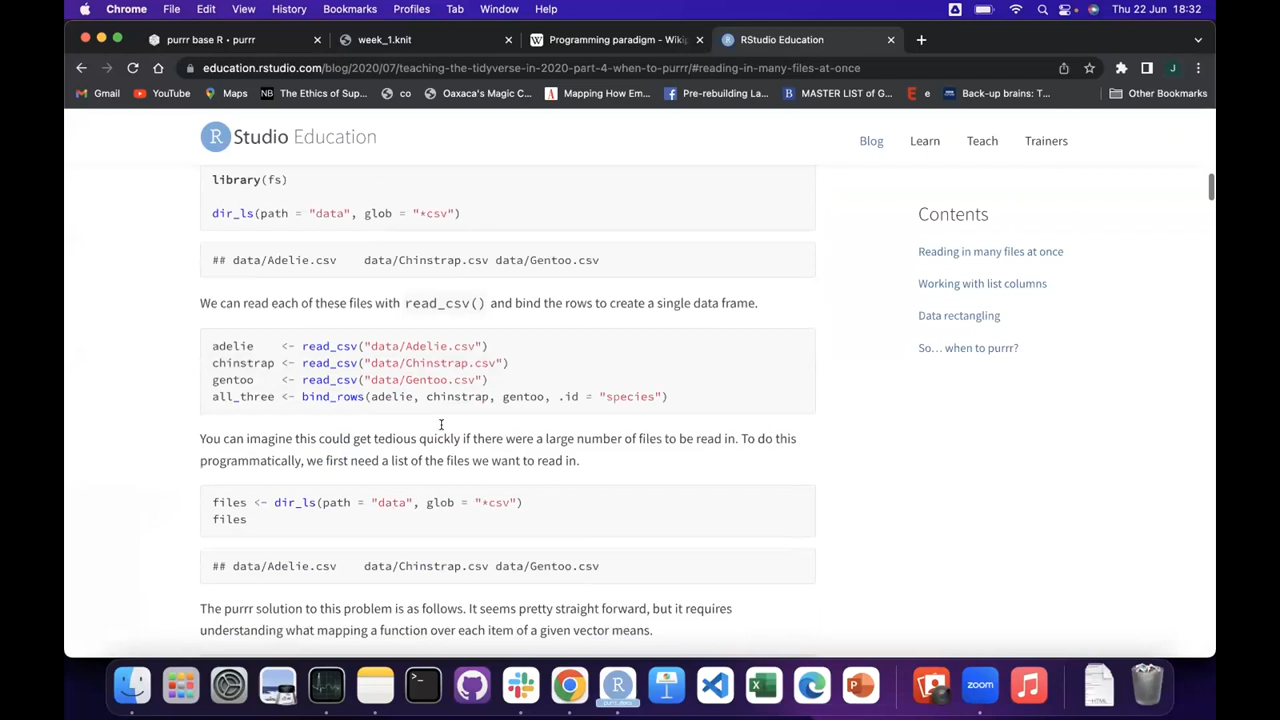 Chrome File Edit View History Bookmarks Profiles Tab Window Help Thu 22 Jun 18:32
purrr base R • purrr week_1.knit Programming paradigm - Wiki RStudio Education
education.rstudio.com/blog/2020/07/teaching-the-tidyverse-in-2020-part-4-when-to-purrr/#reading-in-many-files-at-once
Gmail YouTube Maps The Ethics of Sup... co Oaxaca's Magic C... Mapping How Em... Pre-rebuilding La... MASTER LIST of G... e Back-up brains: T... Other Bookmarks
R Studio Education
Blog Learn Teach Trainers
library(fs)
dir_ls(path = "data", glob = "*csv")
## data/Adelie.csv data/Chinstrap.csv data/Gentoo.csv
We can read each of these files with read_csv() and bind the rows to create a single data frame.
adelie <- read_csv("data/Adelie.csv")
chinstrap <- read_csv("data/Chinstrap.csv")
gentoo <- read_csv("data/Gentoo.csv")
all_three <- bind_rows(adelie, chinstrap, gentoo, .id = "species")
You can imagine this could get tedious quickly if there were a large number of files to be read in. To do this
programmatically, we first need a list of the files we want to read in.
files <- dir_ls(path = "data", glob = "*csv")
files
## data/Adelie.csv data/Chinstrap.csv data/Gentoo.csv
The purrr solution to this problem is as follows. It seems pretty straight forward, but it requires
understanding what mapping a function over each item of a given vector means.
Contents
Reading in many files at once
Working with list columns
Data rectangling
So… when to purrr?
zoom